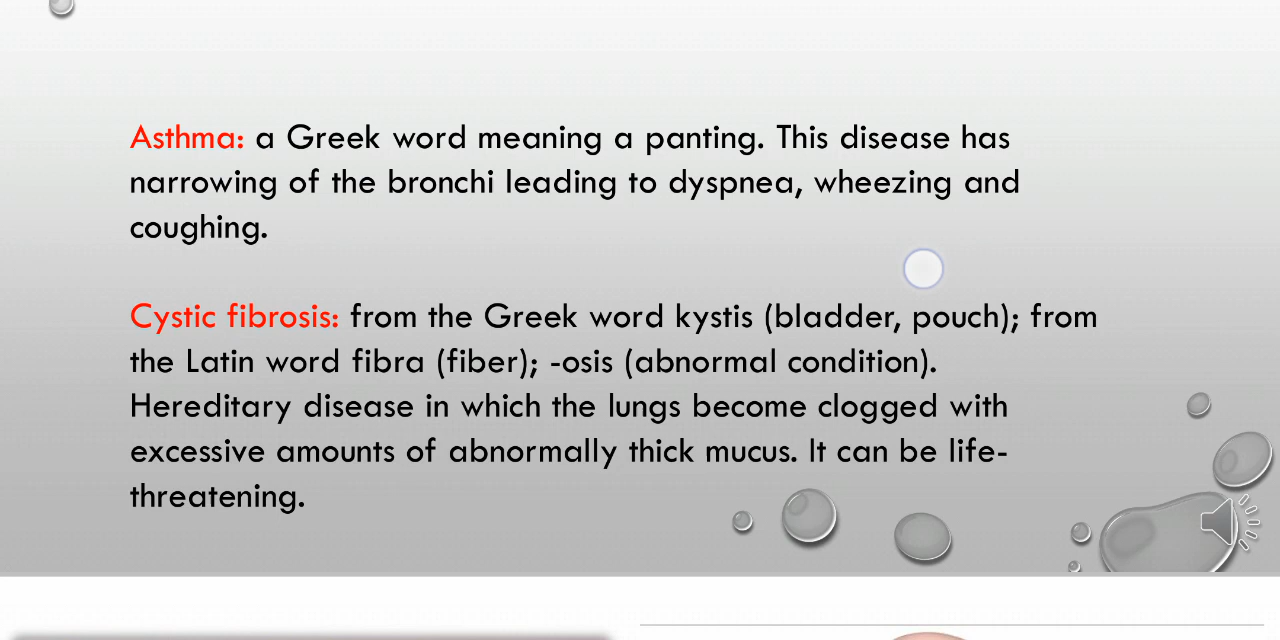 Asthma: a Greek word meaning a panting. This disease has
narrowing of the bronchi leading to dyspnea, wheezing and
coughing.
Cystic fibrosis: from the Greek word kystis (bladder, pouch); from
the Latin word fibra (fiber); -osis (abnormal condition).
Hereditary disease in which the lungs become clogged with
excessive amounts of abnormally thick mucus. It can be life-
threatening.